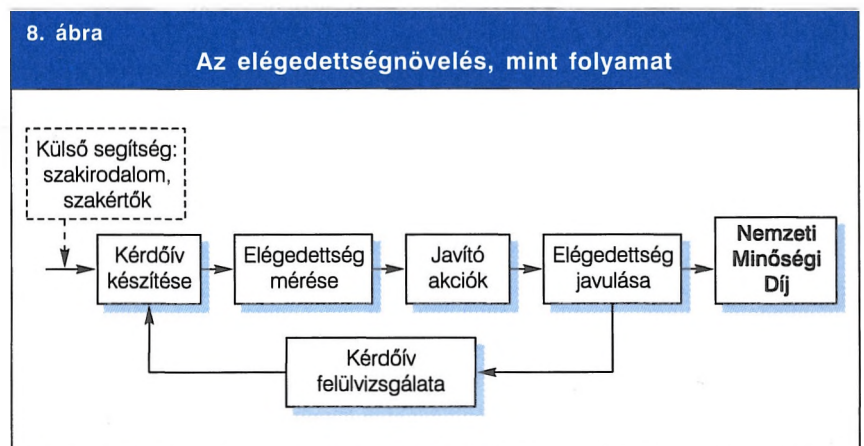 8. ábra
Az elégedettségnövelés, mint folyamat
Külső segítség:
szakirodalom,
szakértők
Kérdőív
készítése
Elégedettség
mérése
Javító
akciók
Elégedettség
javulása
Nemzeti
Minőségi
Díj
Kérdőív
felülvizsgálata